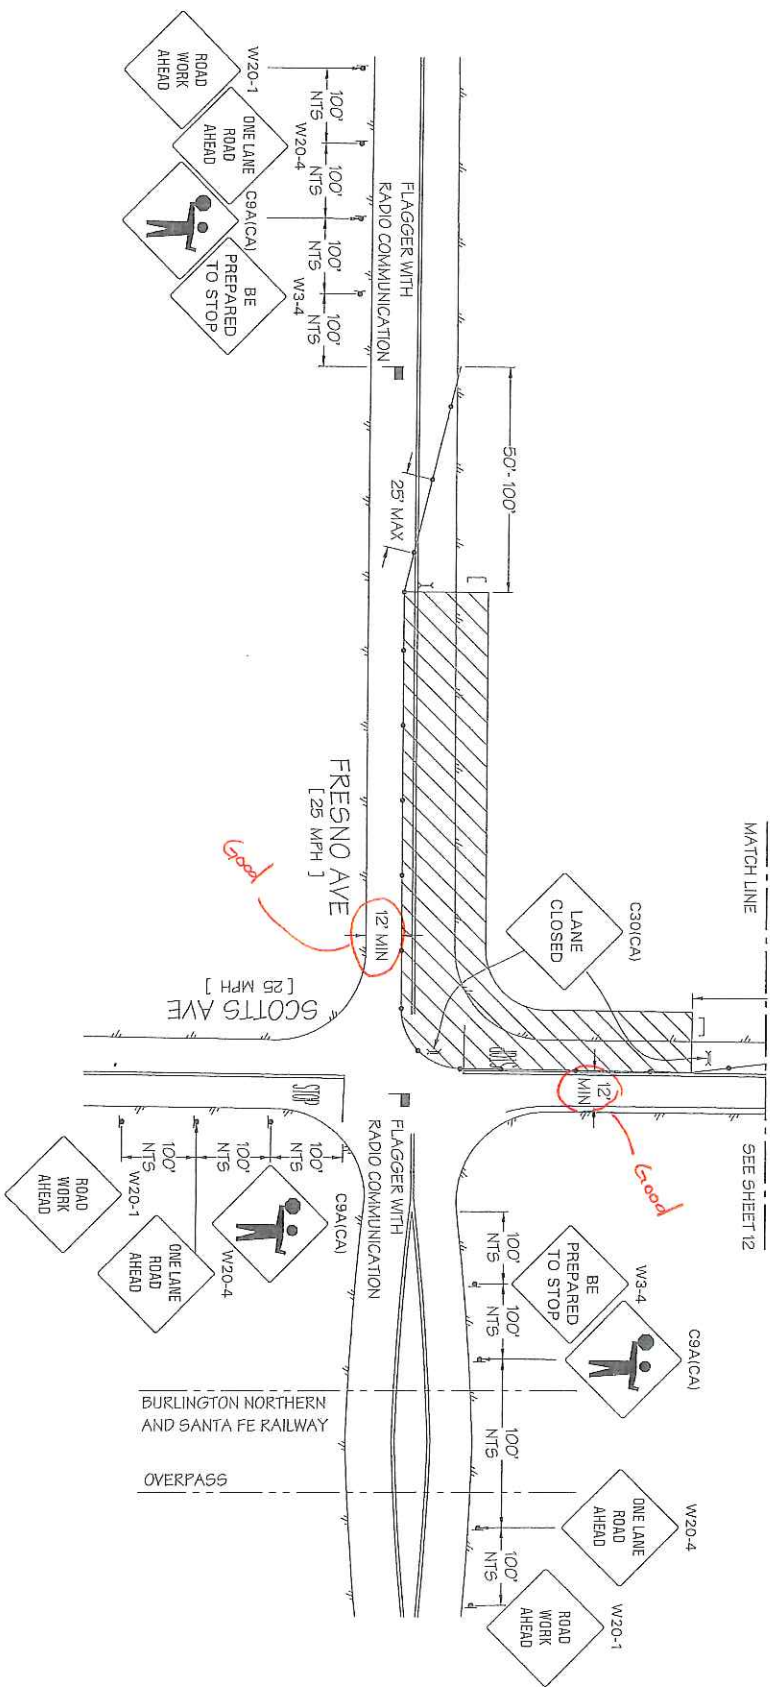 ROAD
WORK
AHEAD
W20-1
ONE LANE
ROAD
AHEAD
W20-4
C9A(CA)
BE
PREPARED
TO STOP
W3-4
100'
NTS
100'
NTS
100'
NTS
100'
NTS
FLAGGER WITH
RADIO COMMUNICATION
50'-100'
25' MAX
FRESNO AVE
[ 25 MPH ]
Good
12' MIN
SCOTTS AVE
[ 25 MPH ]
LANE
CLOSED
C30(CA)
MATCH LINE
SEE SHEET 12
12'
MIN
Good
STOP
STOP
FLAGGER WITH
RADIO COMMUNICATION
100'
NTS
100'
NTS
100'
NTS
ROAD
WORK
AHEAD
W20-1
ONE LANE
ROAD
AHEAD
W20-4
C9A(CA)
100'
NTS
100'
NTS
100'
NTS
100'
NTS
BE
PREPARED
TO STOP
W3-4
C9A(CA)
ONE LANE
ROAD
AHEAD
W20-4
ROAD
WORK
AHEAD
W20-1
BURLINGTON NORTHERN
AND SANTA FE RAILWAY
OVERPASS